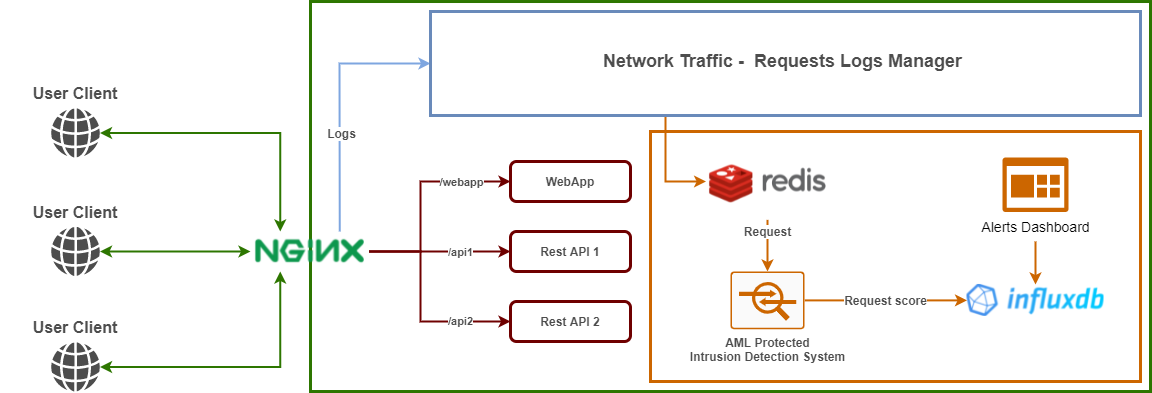 Network Traffic - Requests Logs Manager
User Client
Logs
/webapp
WebApp
redis
Alerts Dashboard
User Client
NGINX
/api1
Rest API 1
Request
/api2
Rest API 2
Request score
influxdb
User Client
AML Protected
Intrusion Detection System